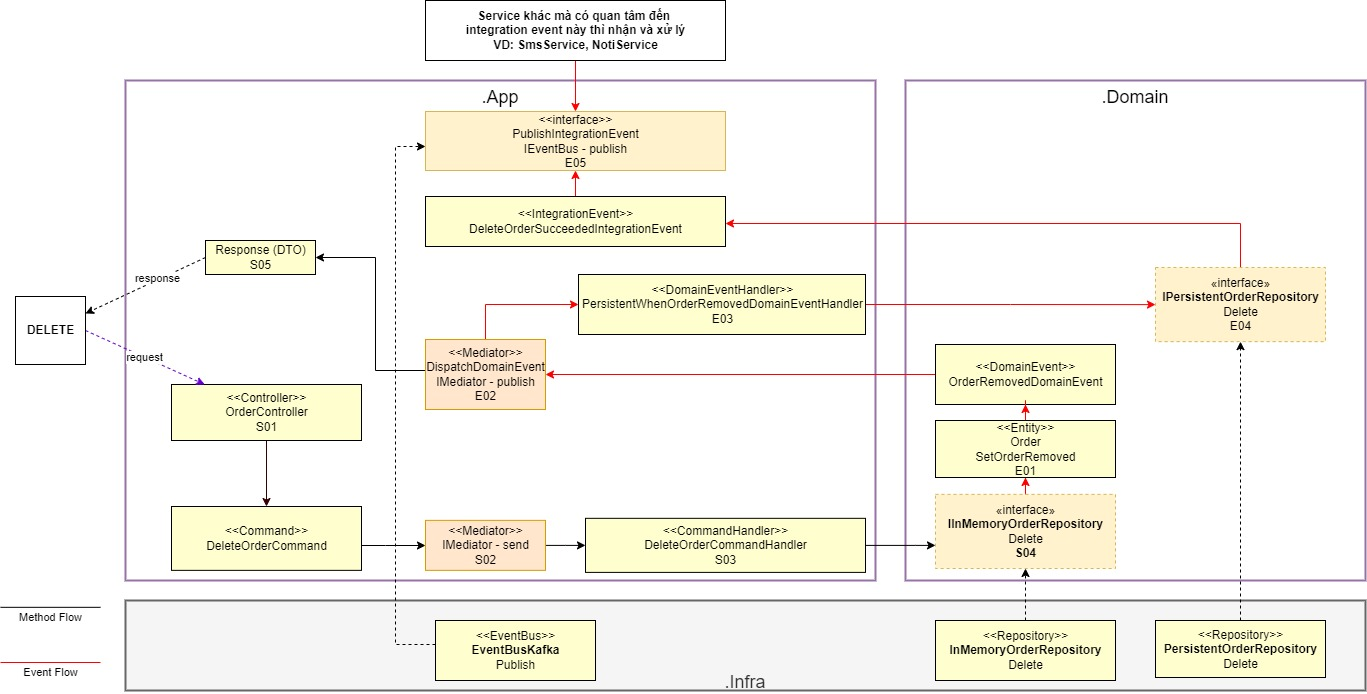 Service khác mà có quan tâm đến
integration event này thì nhận và xử lý
VD: SmsService, NotiService
.App
.Domain
<<interface>>
PublishIntegrationEvent
IEventBus - publish
E05
<<IntegrationEvent>>
DeleteOrderSucceededIntegrationEvent
Response (DTO)
S05
response
DELETE
request
<<DomainEventHandler>>
PersistentWhenOrderRemovedDomainEventHandler
E03
«interface»
IPersistentOrderRepository
Delete
E04
<<Mediator>>
DispatchDomainEvent
IMediator - publish
E02
<<DomainEvent>>
OrderRemovedDomainEvent
<<Controller>>
OrderController
S01
<<Entity>>
Order
SetOrderRemoved
E01
<<Command>>
DeleteOrderCommand
<<Mediator>>
IMediator - send
S02
<<CommandHandler>>
DeleteOrderCommandHandler
S03
«interface»
IInMemoryOrderRepository
Delete
S04
Method Flow
Event Flow
<<EventBus>>
EventBusKafka
Publish
<<Repository>>
InMemoryOrderRepository
Delete
<<Repository>>
PersistentOrderRepository
Delete
.Infra